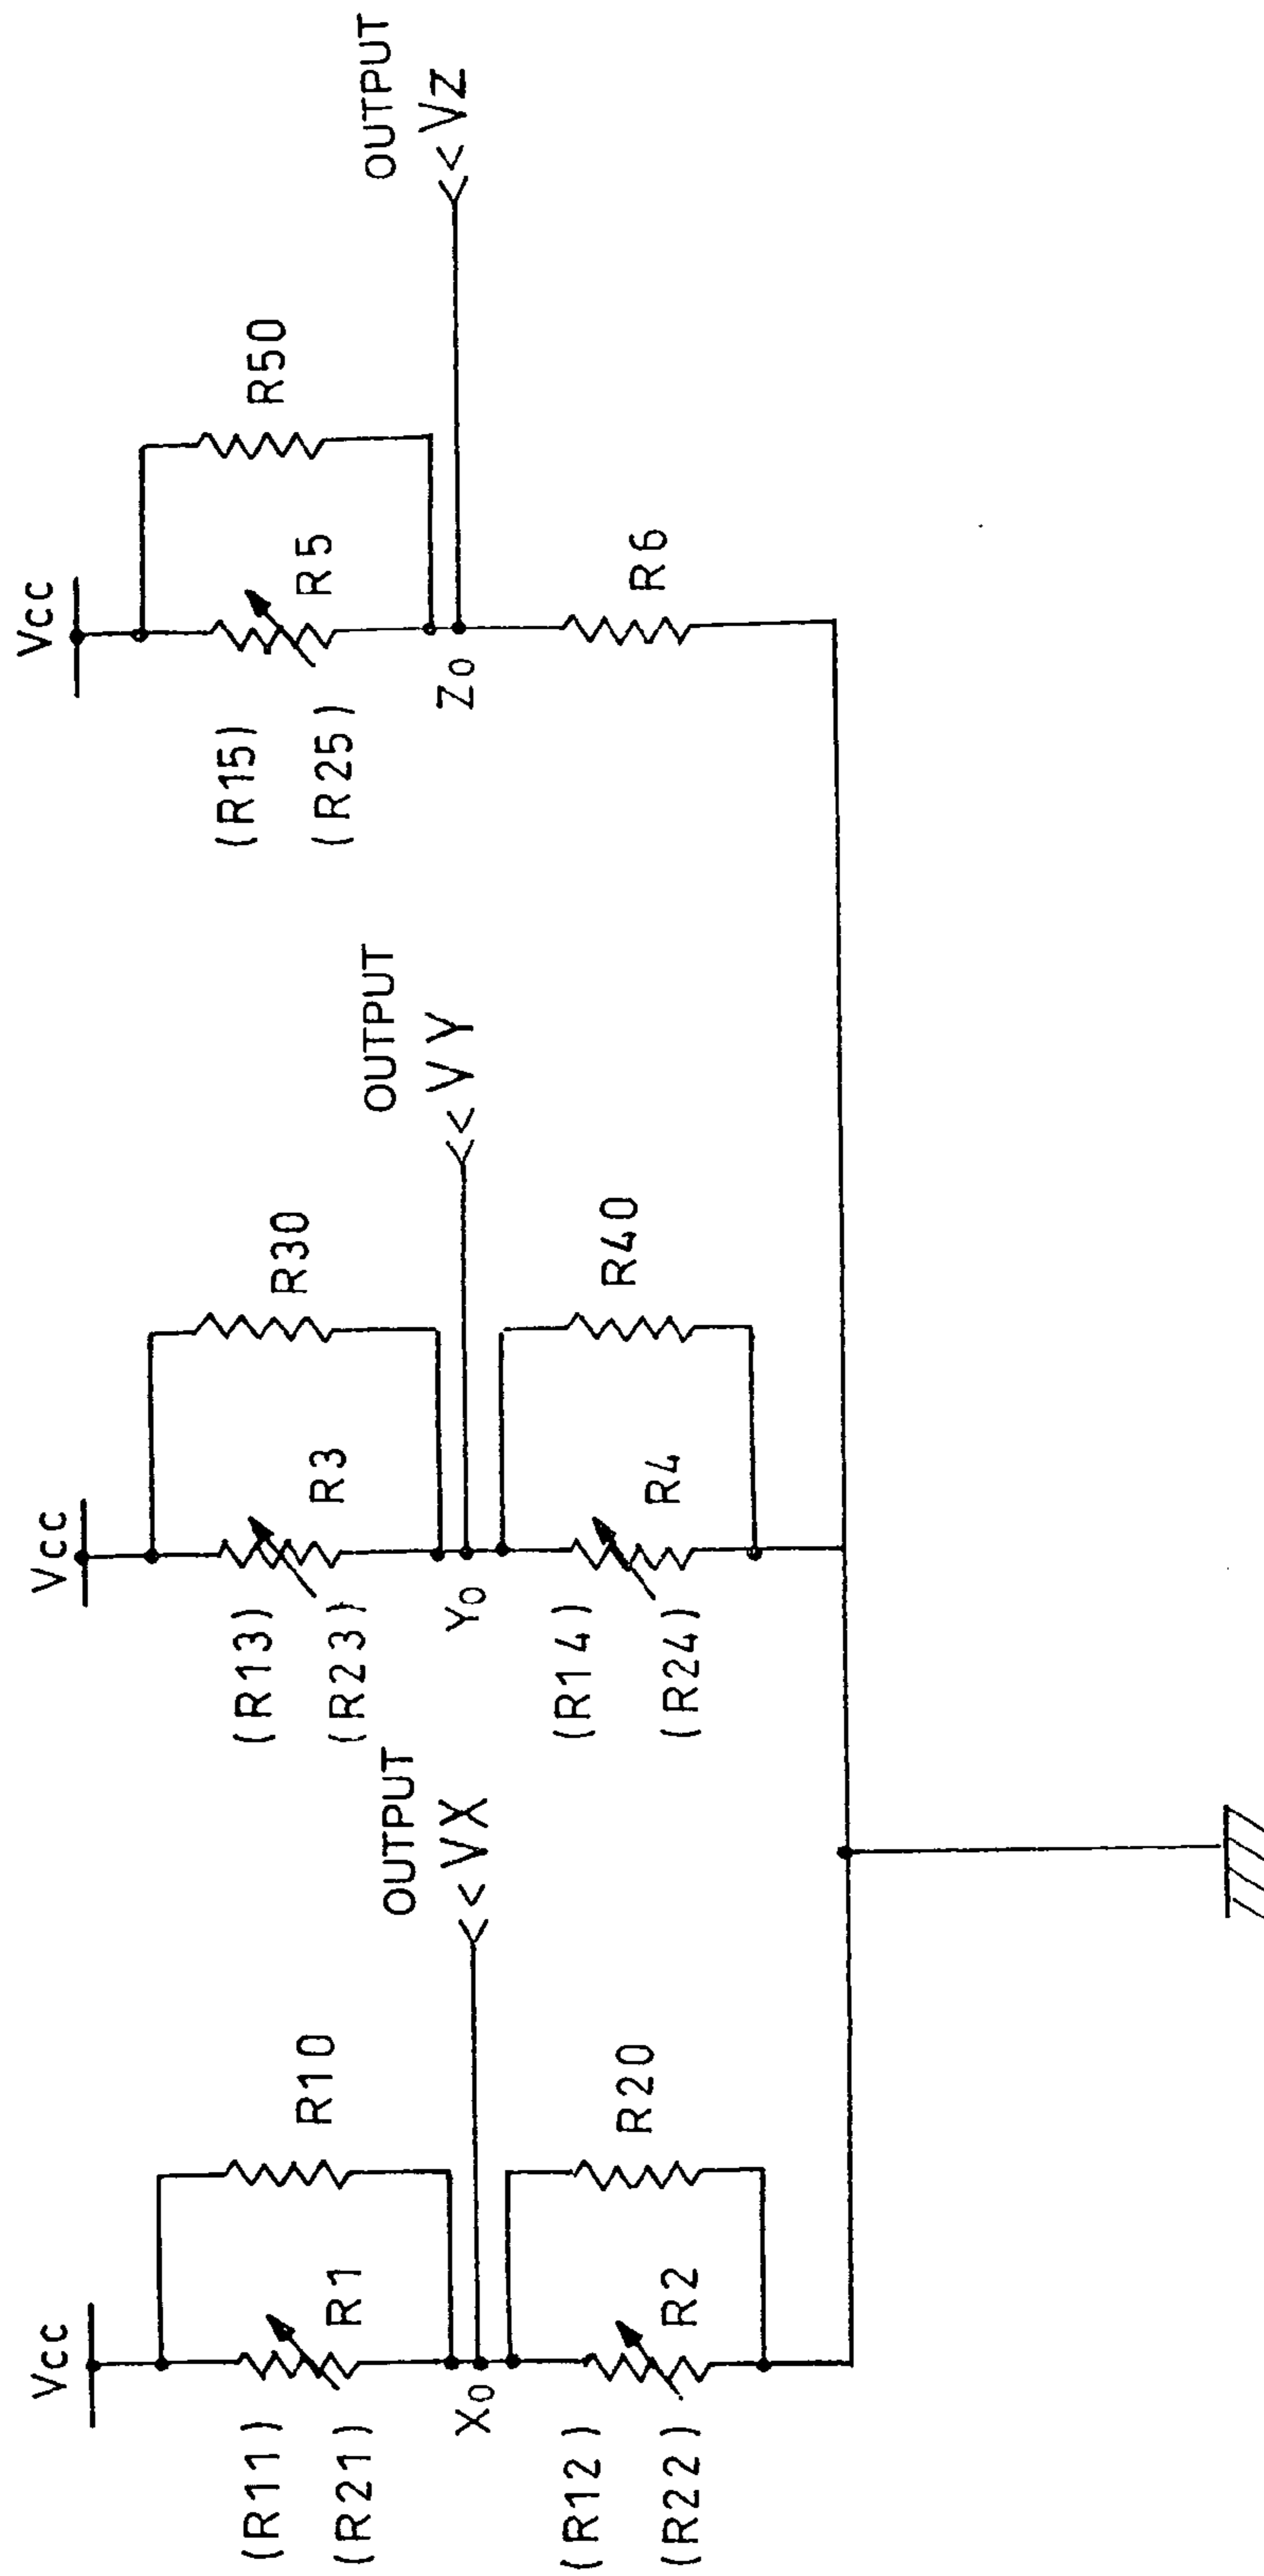 Vcc
(R11)
(R21)
R1
R10
X0
OUTPUT
VX
(R12)
(R22)
R2
R20
Vcc
(R13)
(R23)
R3
R30
Y0
OUTPUT
VY
(R14)
(R24)
R4
R40
Vcc
(R15)
(R25)
R5
R50
Z0
OUTPUT
VZ
R6